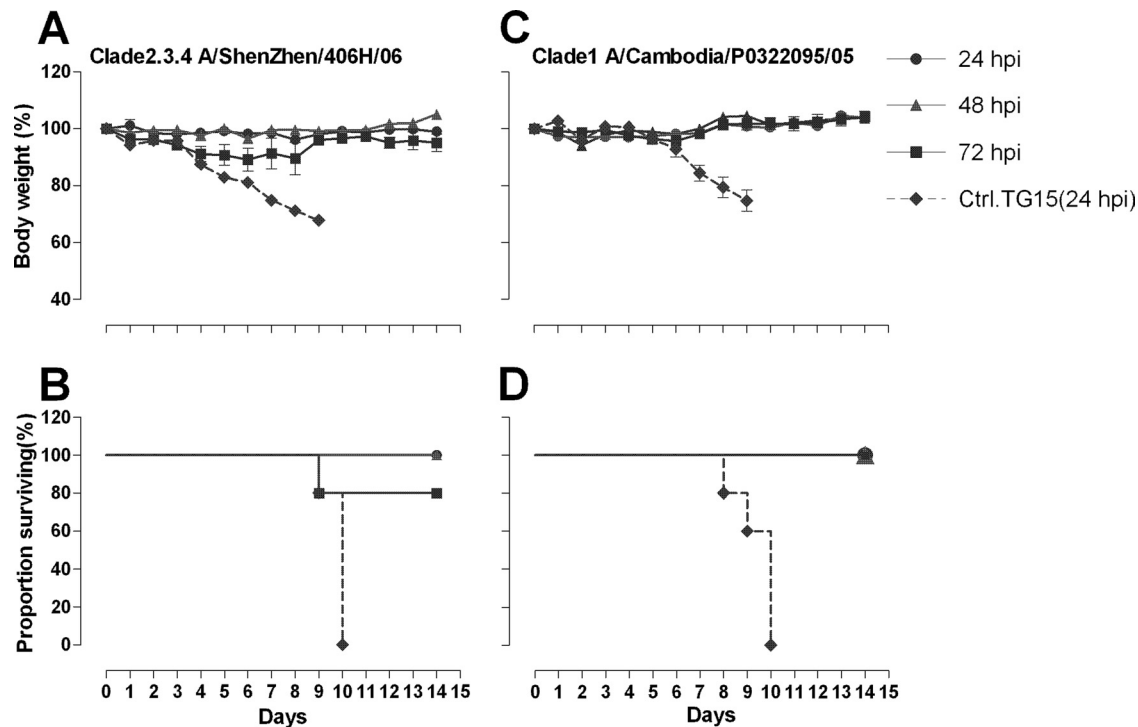 A
Clade2.3.4 A/ShenZhen/406H/06
Body weight (%)
120
100
80
60
40
C
Clade1 A/Cambodia/P0322095/05
24 hpi
48 hpi
72 hpi
Ctrl.TG15(24 hpi)
B
Proportion surviving(%)
120
100
80
60
40
20
0
0 1 2 3 4 5 6 7 8 9 10 11 12 13 14 15
Days
D
0 1 2 3 4 5 6 7 8 9 10 11 12 13 14 15
Days